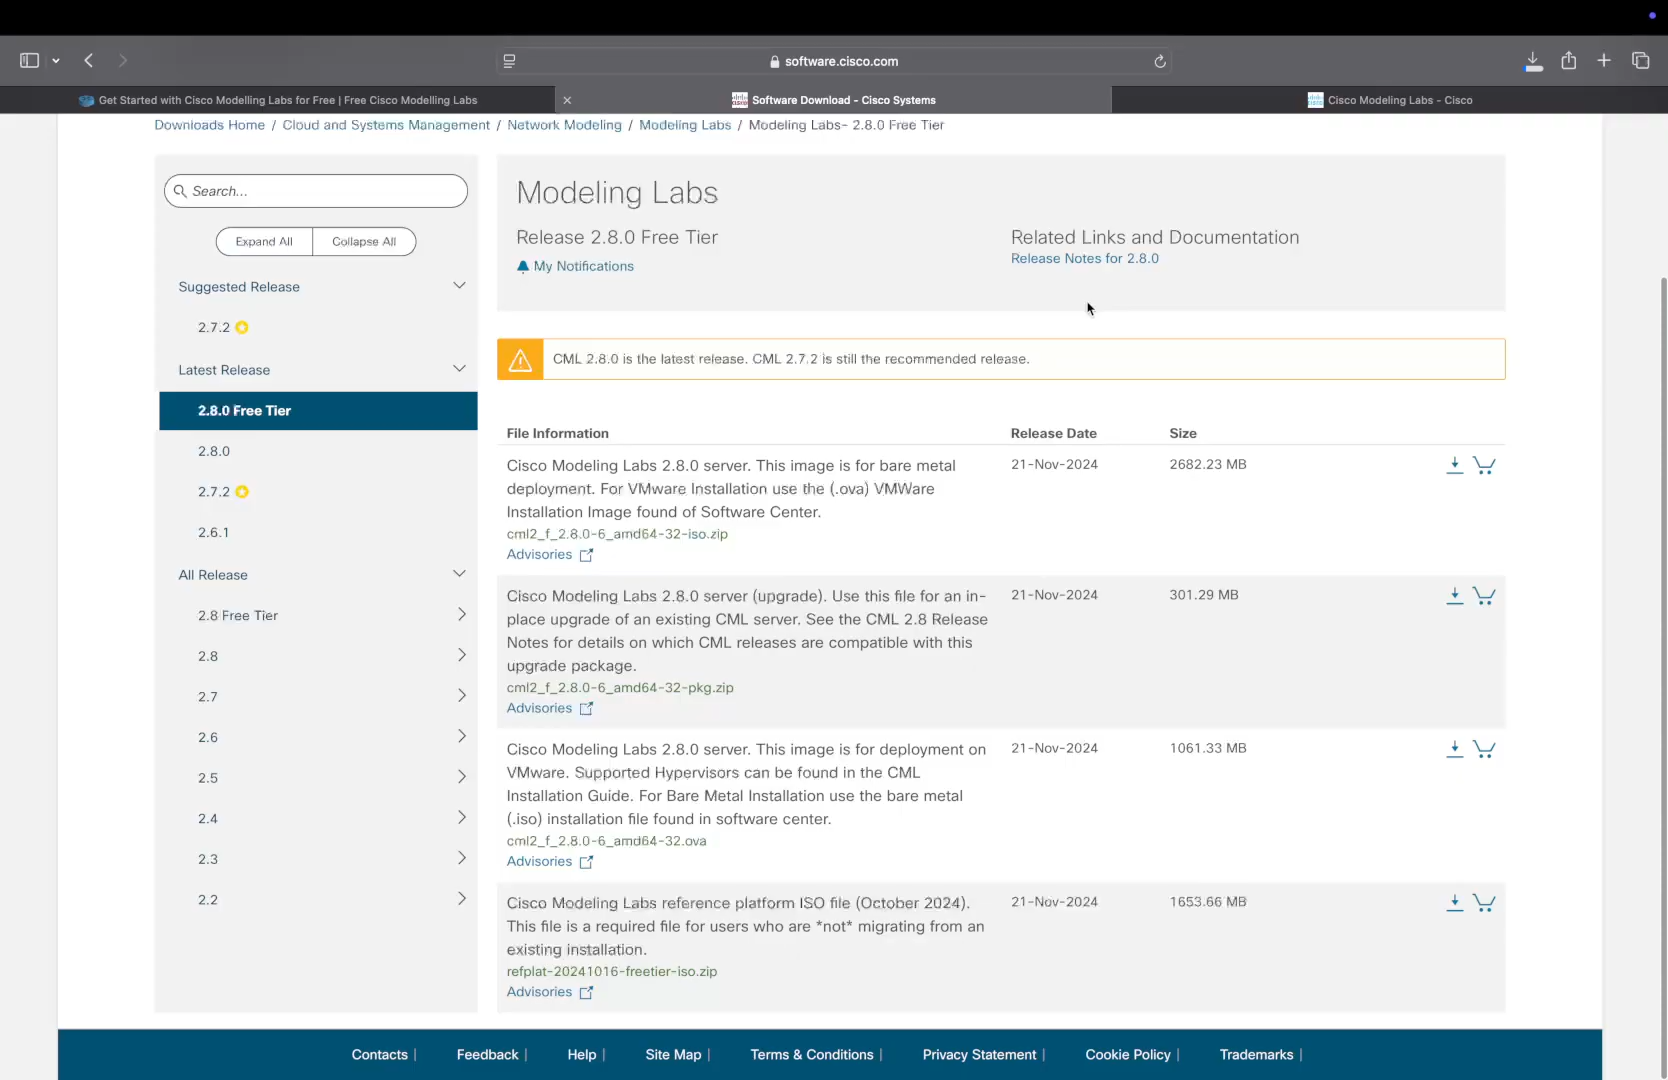 software.cisco.com
Get Started with Cisco Modelling Labs for Free | Free Cisco Modelling Labs
Software Download - Cisco Systems
Cisco Modeling Labs - Cisco
Downloads Home / Cloud and Systems Management / Network Modeling / Modeling Labs / Modeling Labs- 2.8.0 Free Tier
Search...
Expand All
Collapse All
Suggested Release
2.7.2
Latest Release
2.8.0 Free Tier
2.8.0
2.7.2
2.6.1
All Release
2.8 Free Tier
2.8
2.7
2.6
2.5
2.4
2.3
2.2
Modeling Labs
Release 2.8.0 Free Tier
My Notifications
Related Links and Documentation
Release Notes for 2.8.0
CML 2.8.0 is the latest release. CML 2.7.2 is still the recommended release.
File Information Release Date Size
Cisco Modeling Labs 2.8.0 server. This image is for bare metal 21-Nov-2024 2682.23 MB
deployment. For VMware Installation use the (.ova) VMWare
Installation Image found of Software Center.
cml2_f_2.8.0-6_amd64-32-iso.zip
Advisories
Cisco Modeling Labs 2.8.0 server (upgrade). Use this file for an in- 21-Nov-2024 301.29 MB
place upgrade of an existing CML server. See the CML 2.8 Release
Notes for details on which CML releases are compatible with this
upgrade package.
cml2_f_2.8.0-6_amd64-32-pkg.zip
Advisories
Cisco Modeling Labs 2.8.0 server. This image is for deployment on 21-Nov-2024 1061.33 MB
VMware. Supported Hypervisors can be found in the CML
Installation Guide. For Bare Metal Installation use the bare metal
(.iso) installation file found in software center.
cml2_f_2.8.0-6_amd64-32.ova
Advisories
Cisco Modeling Labs reference platform ISO file (October 2024). 21-Nov-2024 1653.66 MB
This file is a required file for users who are *not* migrating from an
existing installation.
refplat-20241016-freetier-iso.zip
Advisories
Contacts | Feedback | Help | Site Map | Terms & Conditions | Privacy Statement | Cookie Policy | Trademarks |